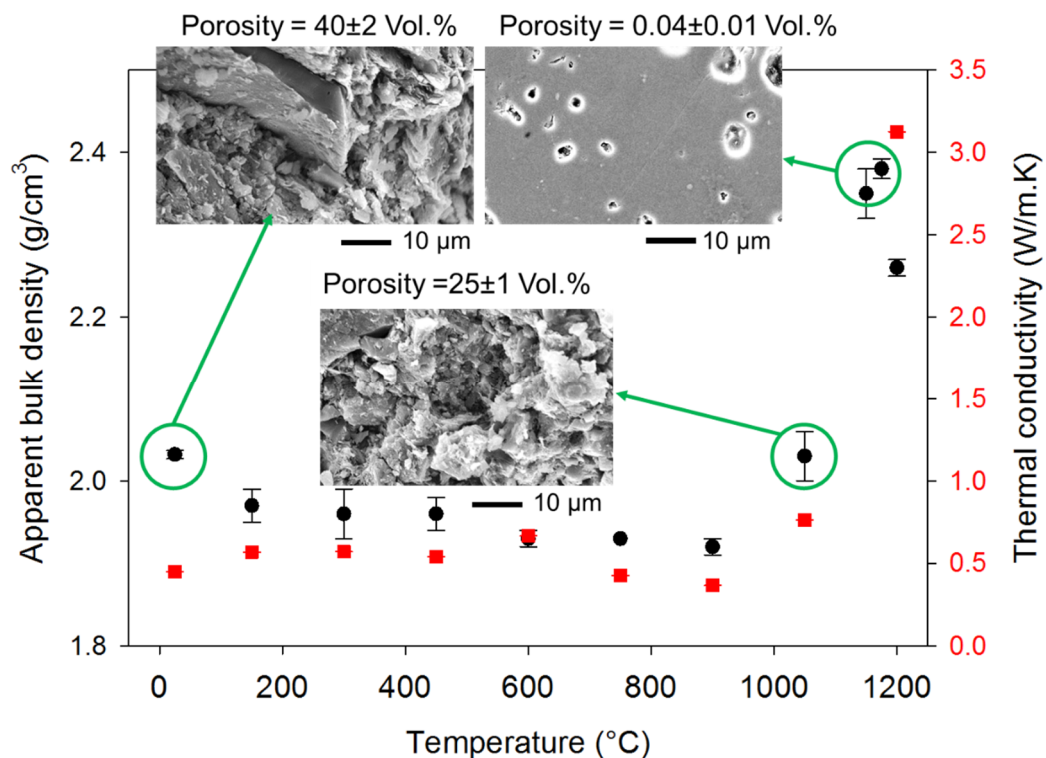 Porosity = 40±2 Vol.%
Porosity = 0.04±0.01 Vol.%
10 µm
10 µm
Porosity =25±1 Vol.%
10 µm
Apparent bulk density (g/cm³)
2.4
2.2
2.0
1.8
Thermal conductivity (W/m.K)
3.5
3.0
2.5
2.0
1.5
1.0
0.5
0.0
0 200 400 600 800 1000 1200
Temperature (°C)